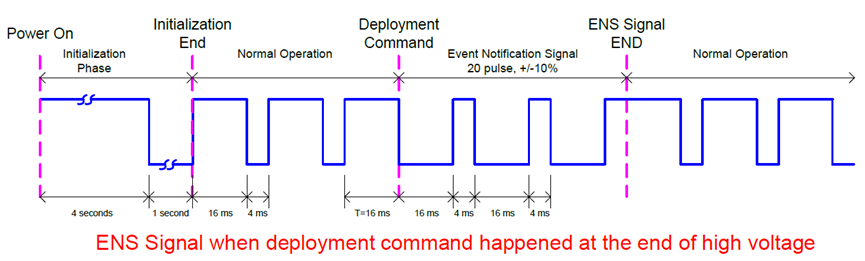 Power On
Initialization
End
Deployment
Command
ENS Signal
END
Initialization
Phase
Normal Operation
Event Notification Signal
20 pulse, +/-10%
Normal Operation
4 seconds
1 second
16 ms
4 ms
T=16 ms
16 ms
4 ms
16 ms
4 ms
ENS Signal when deployment command happened at the end of high voltage